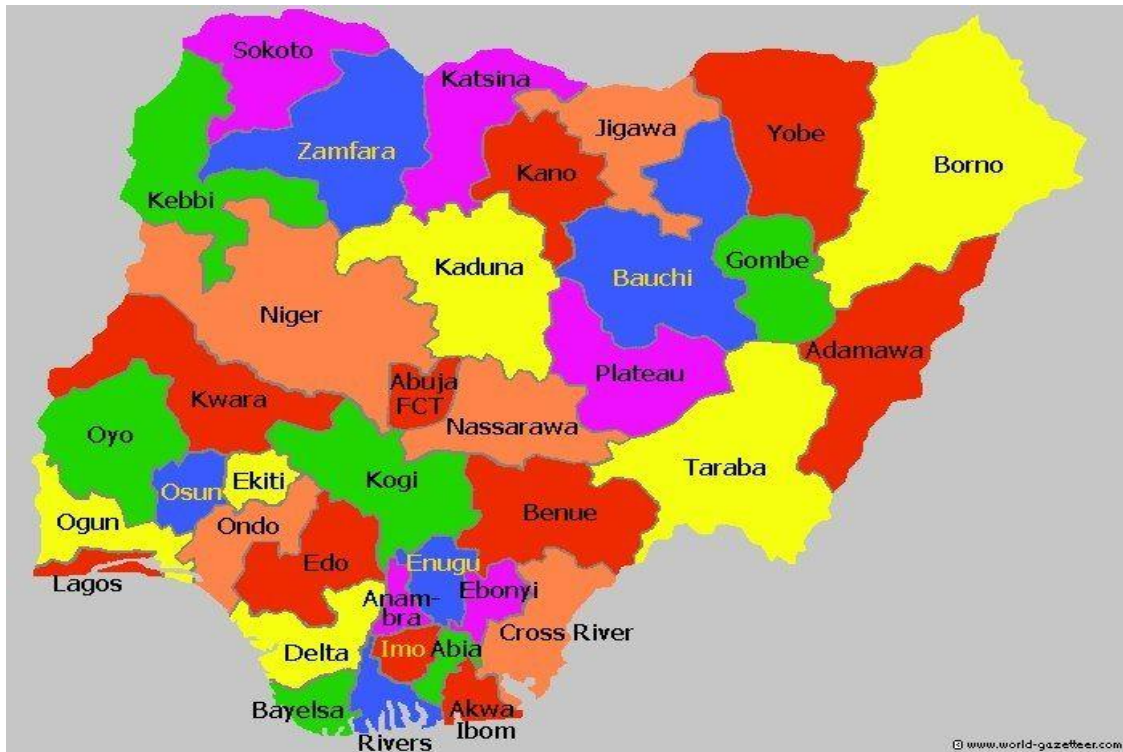 Sokoto
Katsina
Zamfara
Jigawa
Yobe
Borno
Kano
Kebbi
Kaduna
Bauchi
Gombe
Niger
Adamawa
Abuja
FCT
Plateau
Kwara
Nassarawa
Oyo
Taraba
Kogi
Osun
Ekiti
Benue
Ogun
Ondo
Edo
Enugu
Lagos
Ebonyi
Anam-
bra
Cross River
Imo
Abia
Delta
Bayelsa
Akwa
Ibom
Rivers
© www.world-gazetteer.com